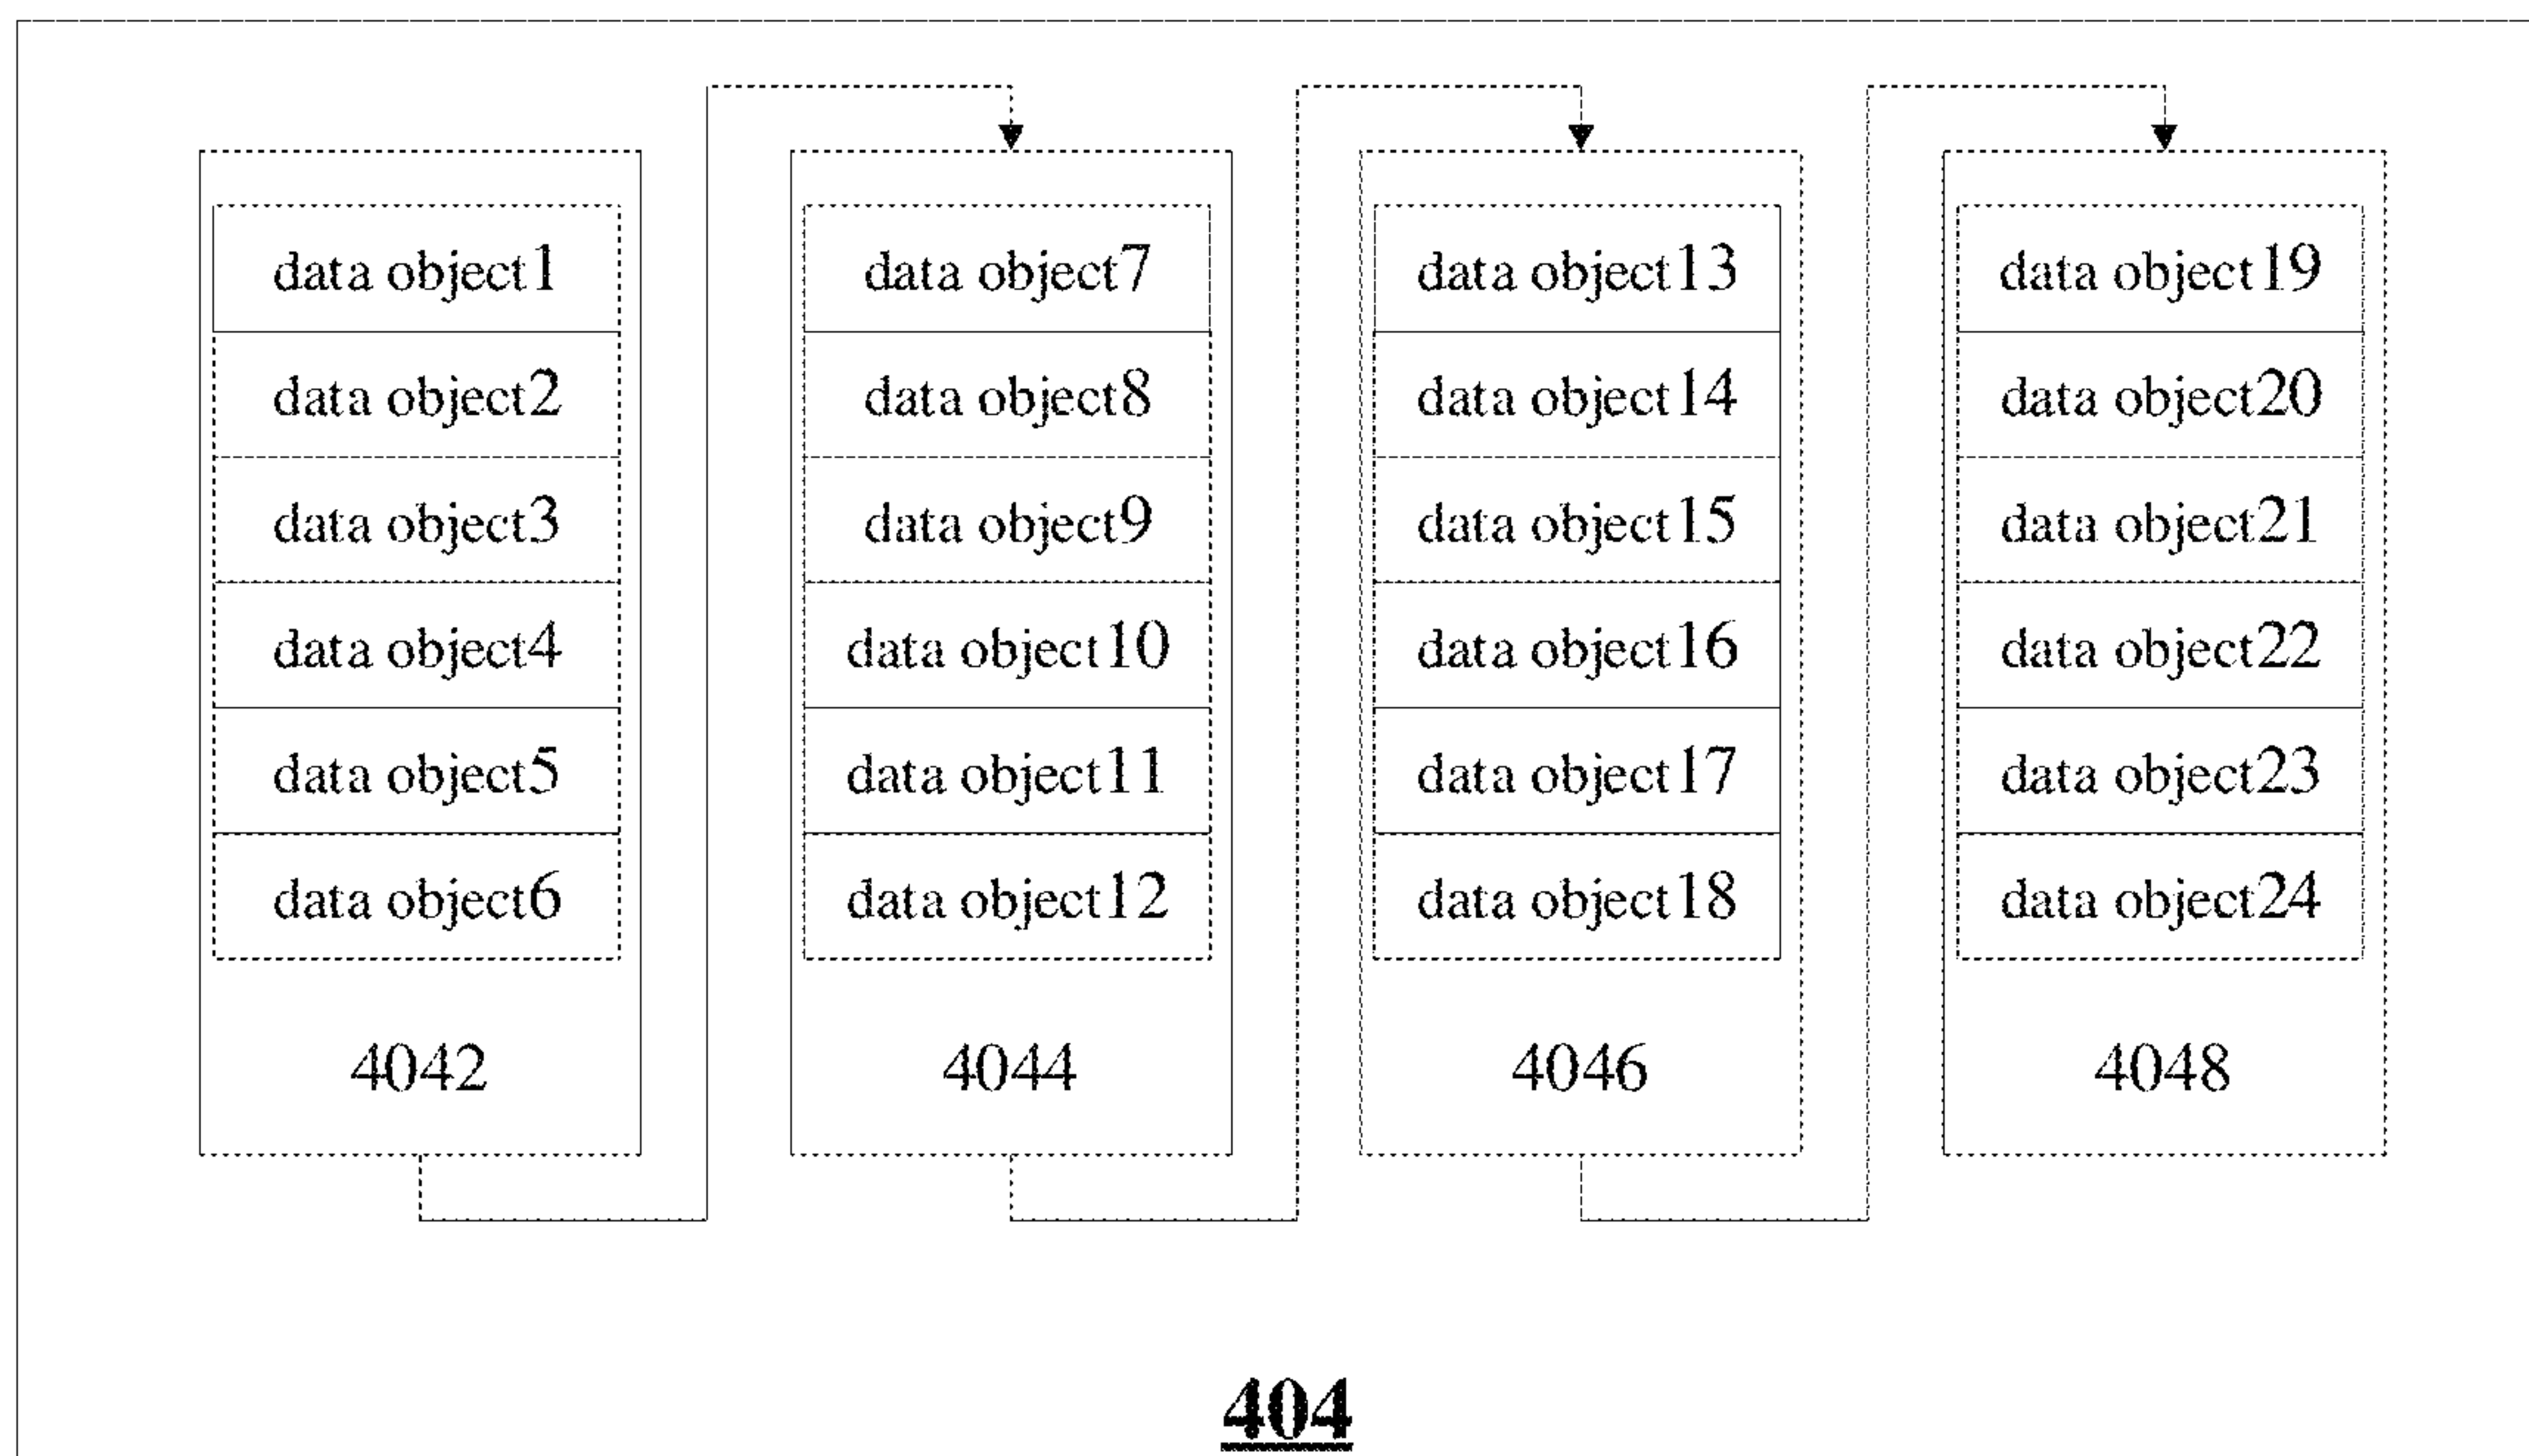 data object1
data object2
data object3
data object4
data object5
data object6
4042
data object7
data object8
data object9
data object10
data object11
data object12
4044
data object13
data object14
data object15
data object16
data object17
data object18
4046
data object19
data object20
data object21
data object22
data object23
data object24
4048
404